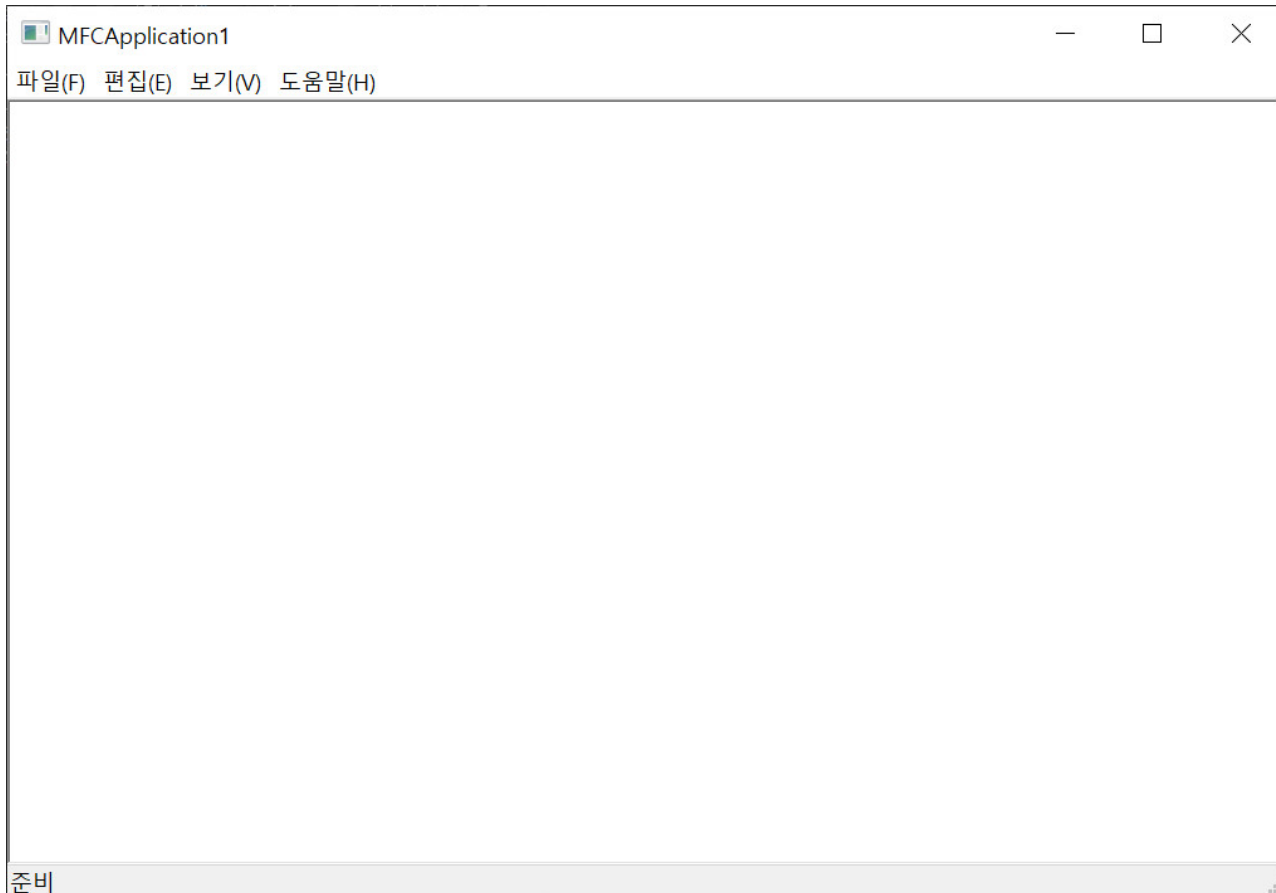 MFCApplication1
파일(F) 편집(E) 보기(V) 도움말(H)
준비